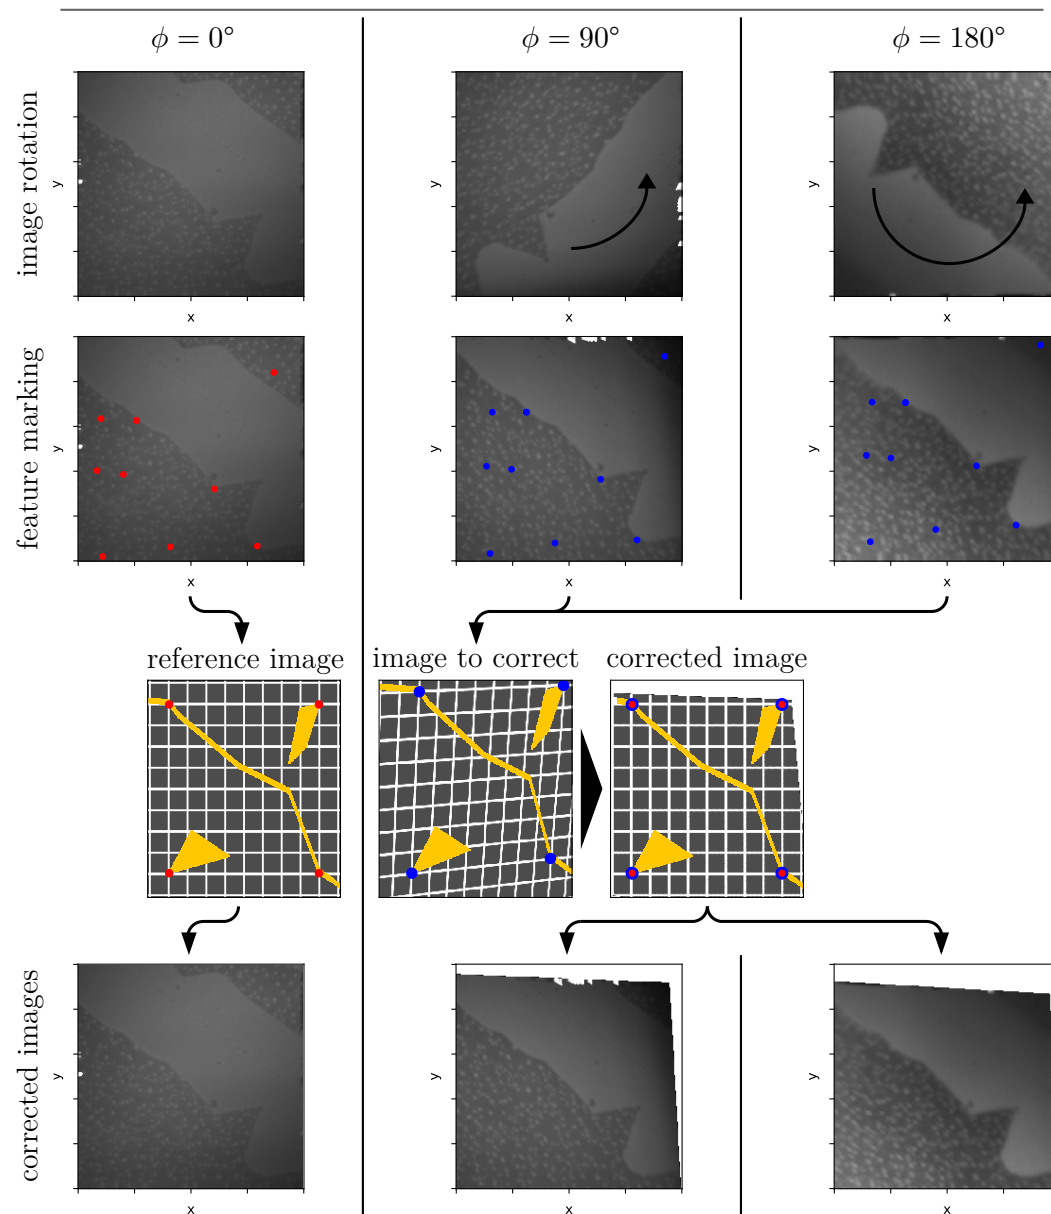 ϕ = 0° ϕ = 90° ϕ = 180°
image rotation
y y y
x x x
feature marking
y y y
x x x
reference image image to correct corrected image
corrected images
y y y
x x x